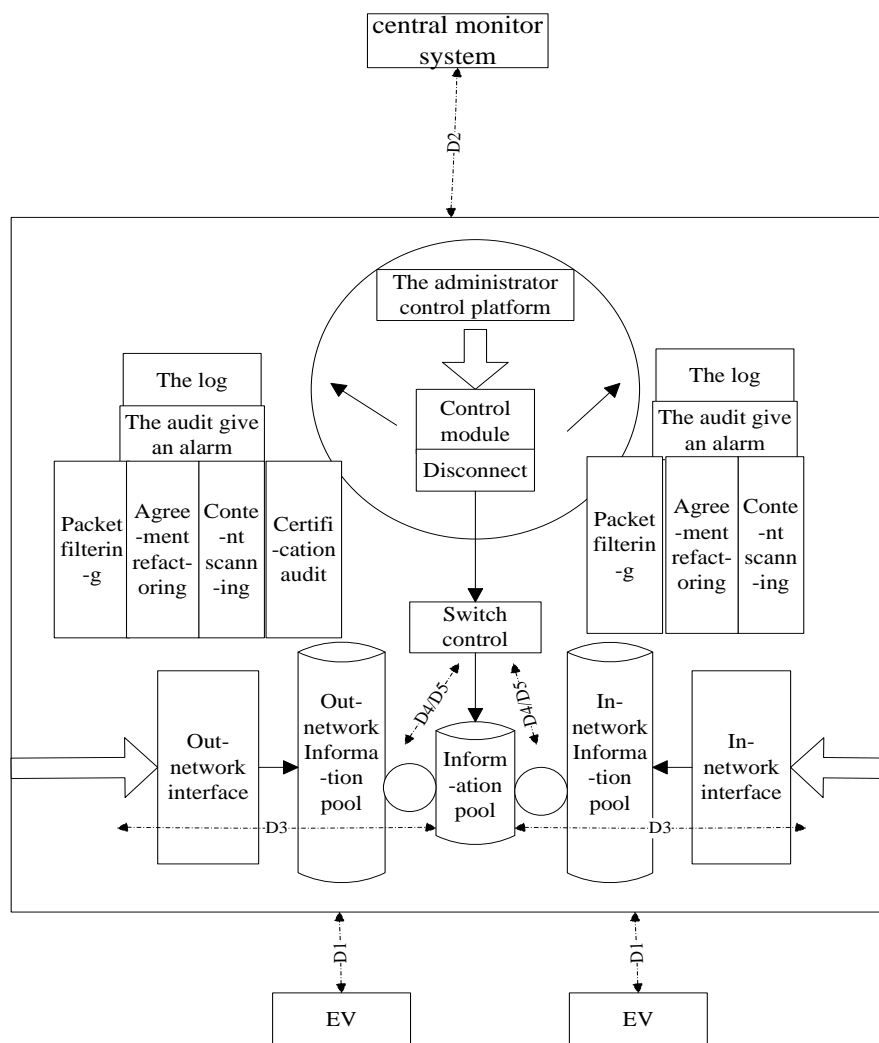 central monitor
system
D2
The administrator
control platform
The log
The audit give
an alarm
Packet
filterin
-g
Agree
-ment
refact-
oring
Conte
-nt
scann
-ing
Certifi
-cation
audit
Control
module
Disconnect
The log
The audit give
an alarm
Packet
filterin
-g
Agree
-ment
refact-
oring
Conte
-nt
scann
-ing
Switch
control
D4/D5
D4/D5
Out-
network
interface
Out-
network
Informa
-tion
pool
Inform
-ation
pool
In-
network
Informa
-tion
pool
In-
network
interface
D3
D3
D1
D1
EV
EV